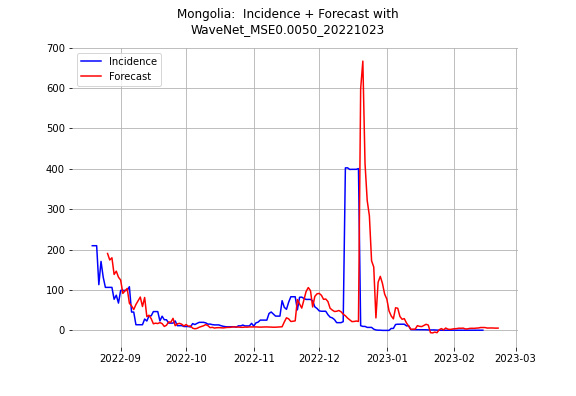 Mongolia:  Incidence + Forecast with
WaveNet_MSE0.0050_20221023
Incidence
Forecast
700
600
500
400
300
200
100
0
2022-09 2022-10 2022-11 2022-12 2023-01 2023-02 2023-03